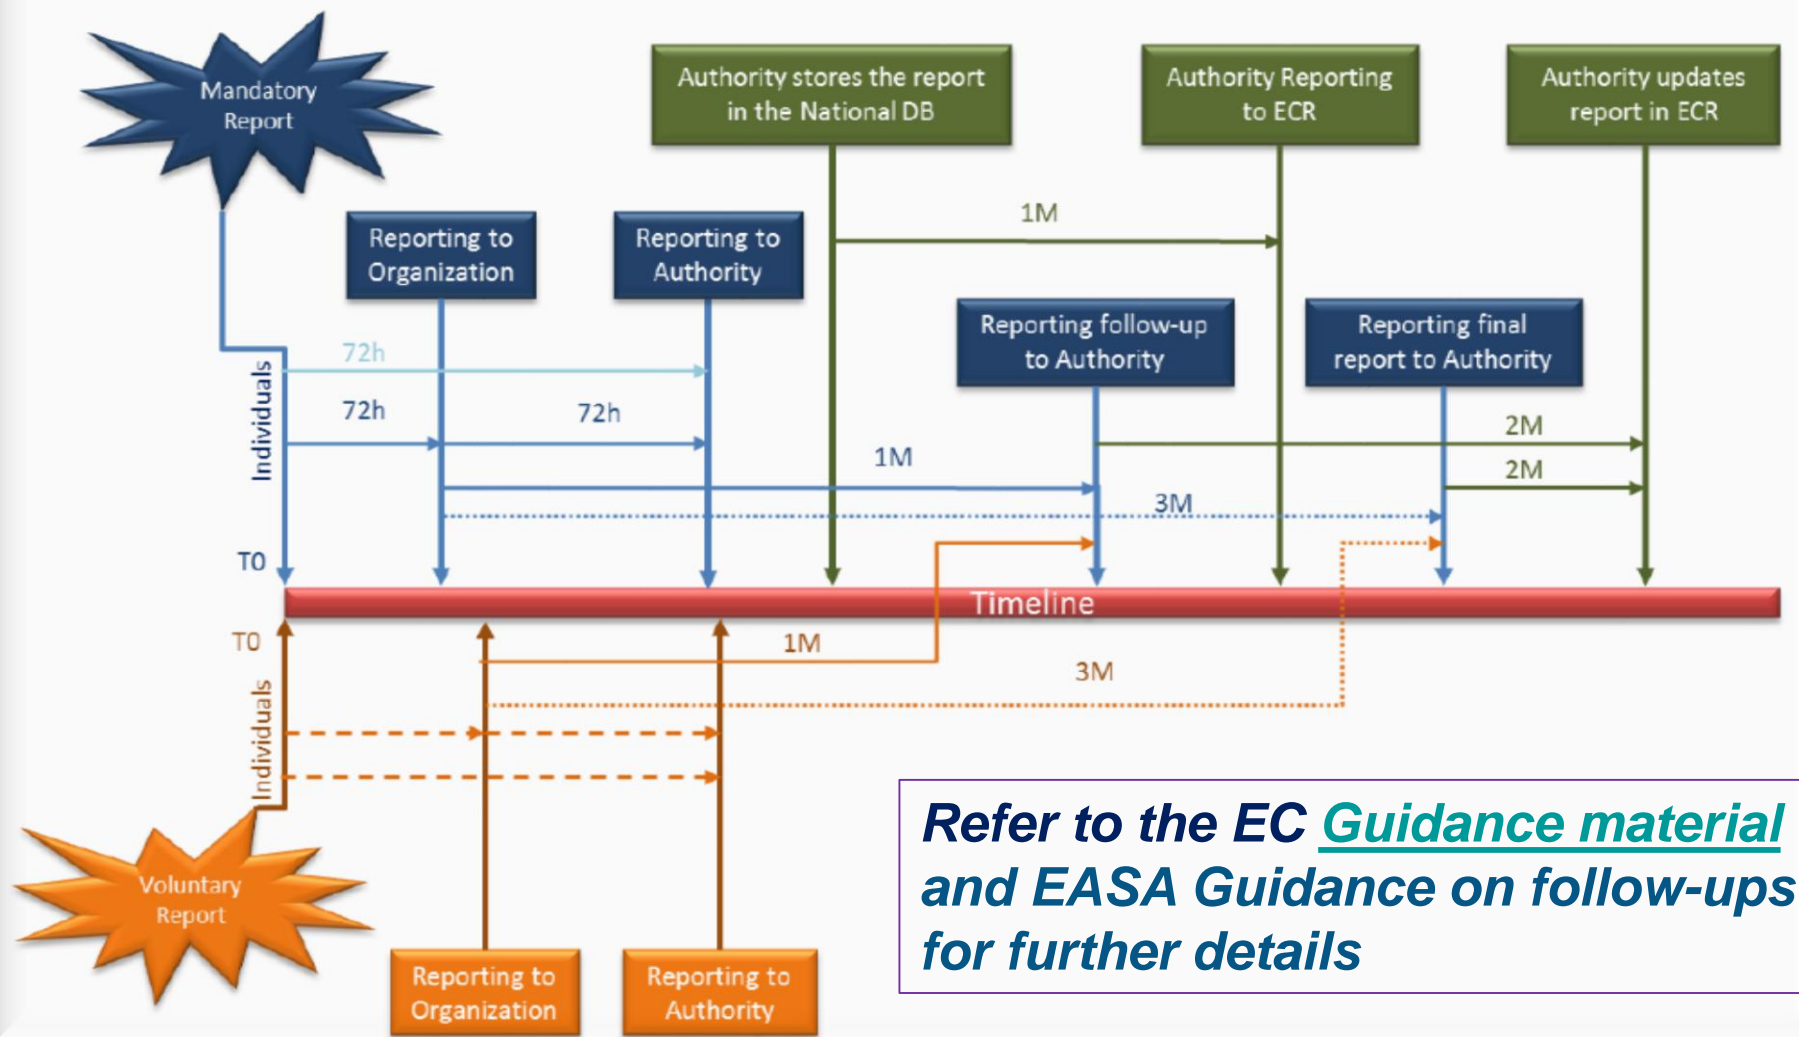 Mandatory
Report
Authority stores the report
in the National DB
Authority Reporting
to ECR
Authority updates
report in ECR
1M
Reporting to
Organization
Reporting to
Authority
Reporting follow-up
to Authority
Reporting final
report to Authority
72h
72h
72h
Individuals
1M
2M
2M
3M
T0
Timeline
T0
1M
3M
Individuals
Voluntary
Report
Reporting to
Organization
Reporting to
Authority
Refer to the EC Guidance material
and EASA Guidance on follow-ups
for further details